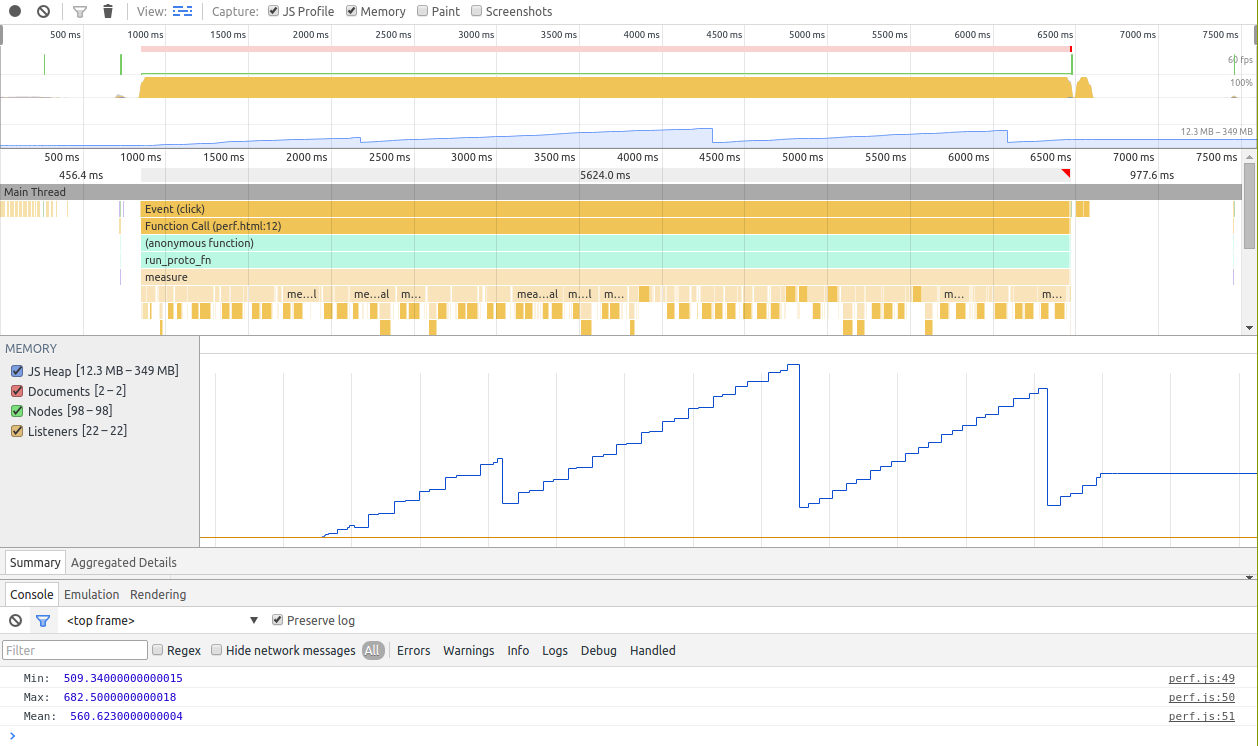 View: Capture: JS Profile Memory Paint Screenshots
500 ms 1000 ms 1500 ms 2000 ms 2500 ms 3000 ms 3500 ms 4000 ms 4500 ms 5000 ms 5500 ms 6000 ms 6500 ms 7000 ms 7500 ms
60 fps
100%
12.3 MB – 349 MB
500 ms 1000 ms 1500 ms 2000 ms 2500 ms 3000 ms 3500 ms 4000 ms 4500 ms 5000 ms 5500 ms 6000 ms 6500 ms 7000 ms 7500 ms
456.4 ms 5624.0 ms 977.6 ms
Main Thread
Event (click)
Function Call (perf.html:12)
(anonymous function)
run_proto_fn
measure
me…l me…al m… mea…al m…l m… m… m…
MEMORY
JS Heap [12.3 MB – 349 MB]
Documents [2 – 2]
Nodes [98 – 98]
Listeners [22 – 22]
Summary Aggregated Details
Console Emulation Rendering
<top frame> ▼ Preserve log
Filter Regex Hide network messages All Errors Warnings Info Logs Debug Handled
Min: 509.34000000000015 perf.js:49
Max: 682.5000000000018 perf.js:50
Mean: 560.6230000000004 perf.js:51
>